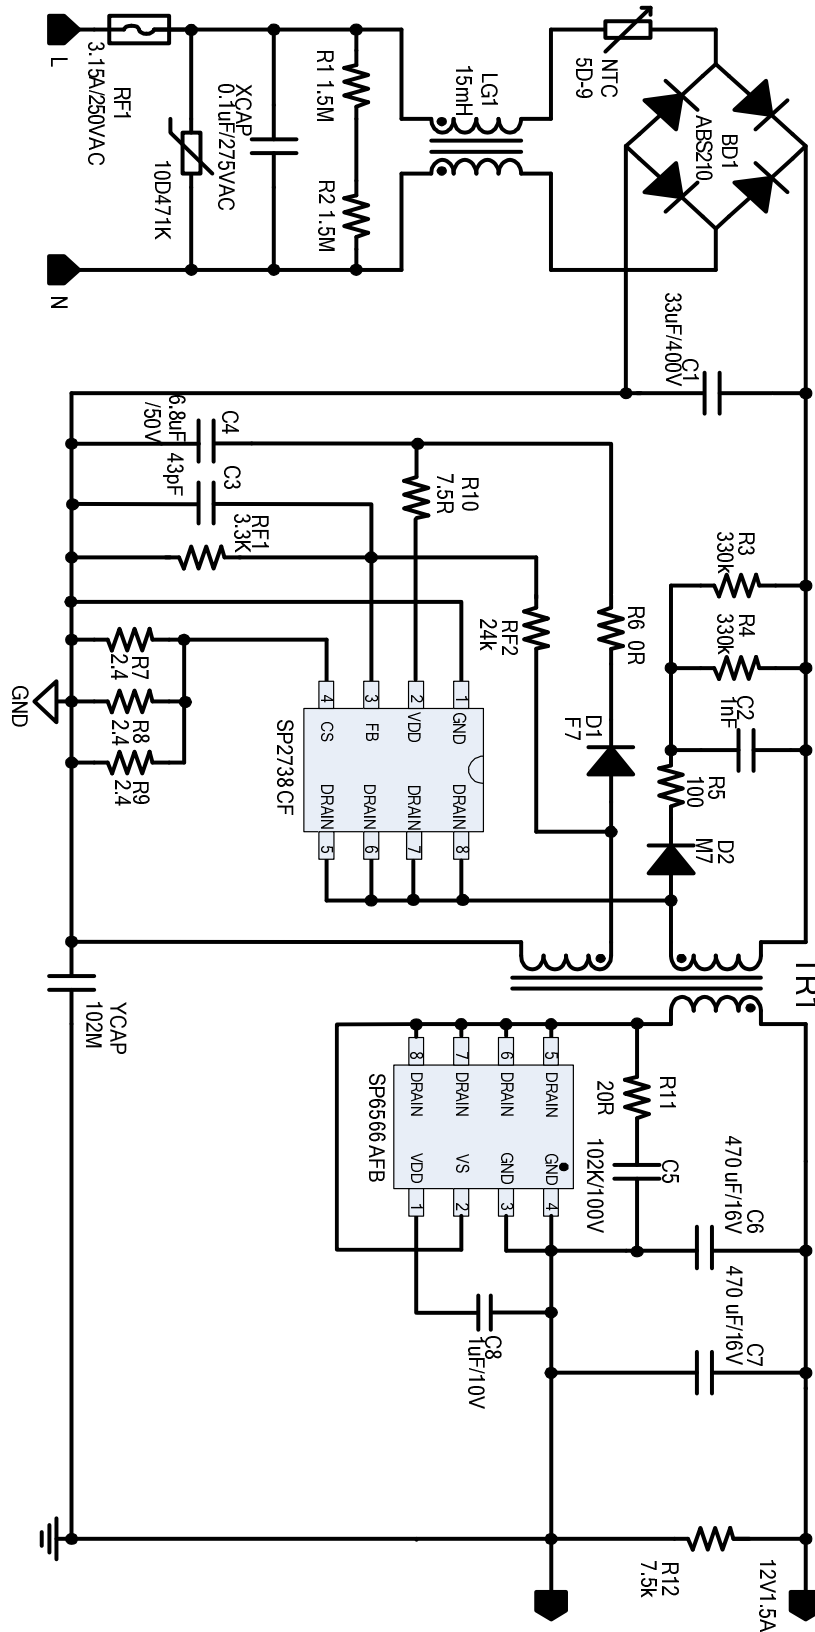 L
RF1
3.15A/250VAC
10D471K
N
XCAP
0.1uF/275VAC
R1 1.5M
R2 1.5M
LG1
15mH
NTC
5D-9
BD1
ABS210
C1
33uF/400V
C4
6.8uF
/50V
C3
43pF
RF1
3.3K
R10
7.5R
RF2
24k
R6 0R
D1
F7
R3
330k
R4
330k
C2
1nF
R5
100
D2
M7
R7
2.4
R8
2.4
R9
2.4
GND
SP2738CF
1
GND
2
VDD
3
FB
4
CS
DRAIN
5
DRAIN
6
DRAIN
7
DRAIN
8
TR1
YCAP
102M
SP6566AFB
8
DRAIN
7
DRAIN
6
DRAIN
5
DRAIN
VDD
1
VS
2
GND
3
GND
4
R11
20R
C5
102K/100V
C6
470 uF/16V
C7
470 uF/16V
C8
1uF/10V
R12
7.5k
12V1.5A